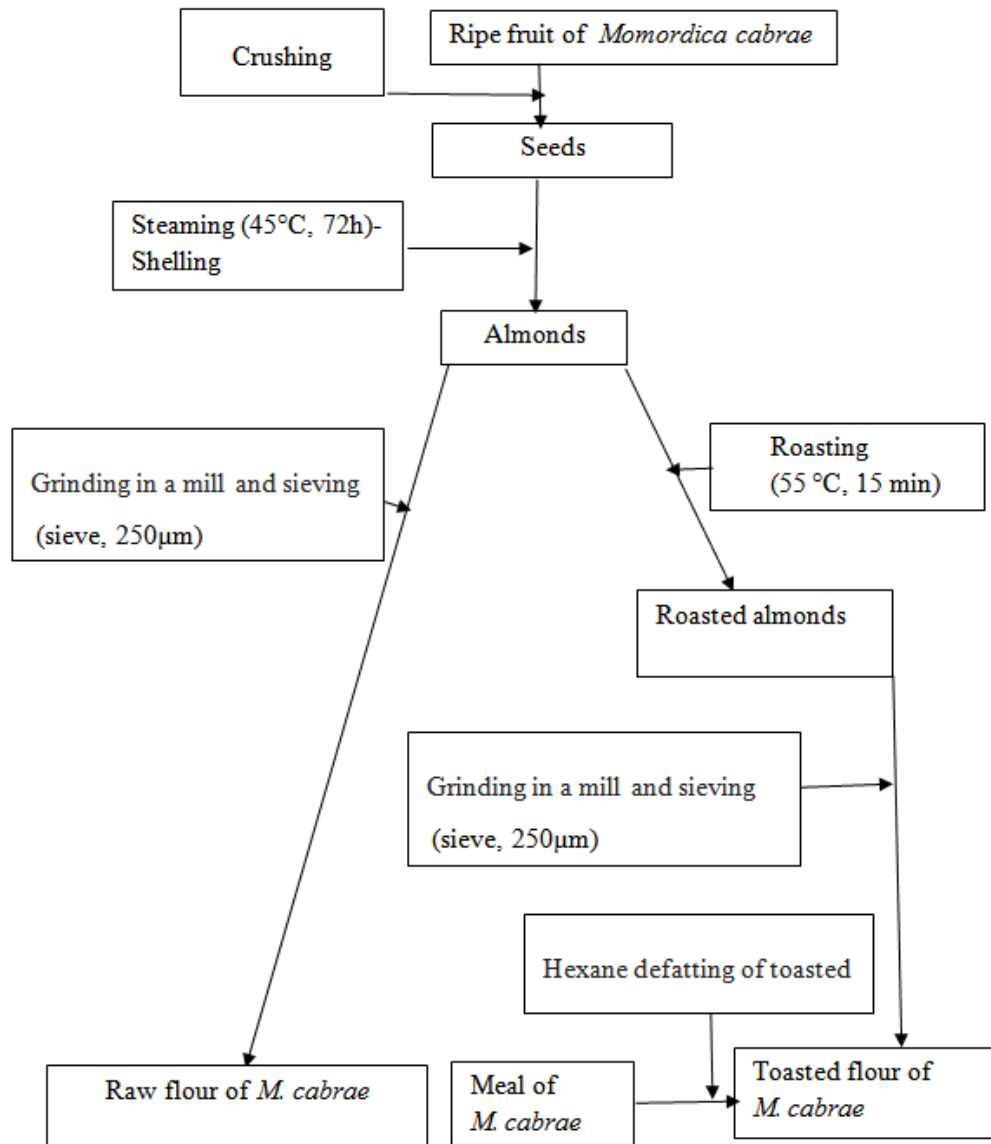 Crushing
Ripe fruit of Momordica cabrae
Seeds
Steaming (45°C, 72h)-
Shelling
Almonds
Grinding in a mill and sieving
(sieve, 250µm)
Roasting
(55 °C, 15 min)
Roasted almonds
Grinding in a mill and sieving
(sieve, 250µm)
Hexane defatting of toasted
Raw flour of M. cabrae
Meal of
M. cabrae
Toasted flour of
M. cabrae